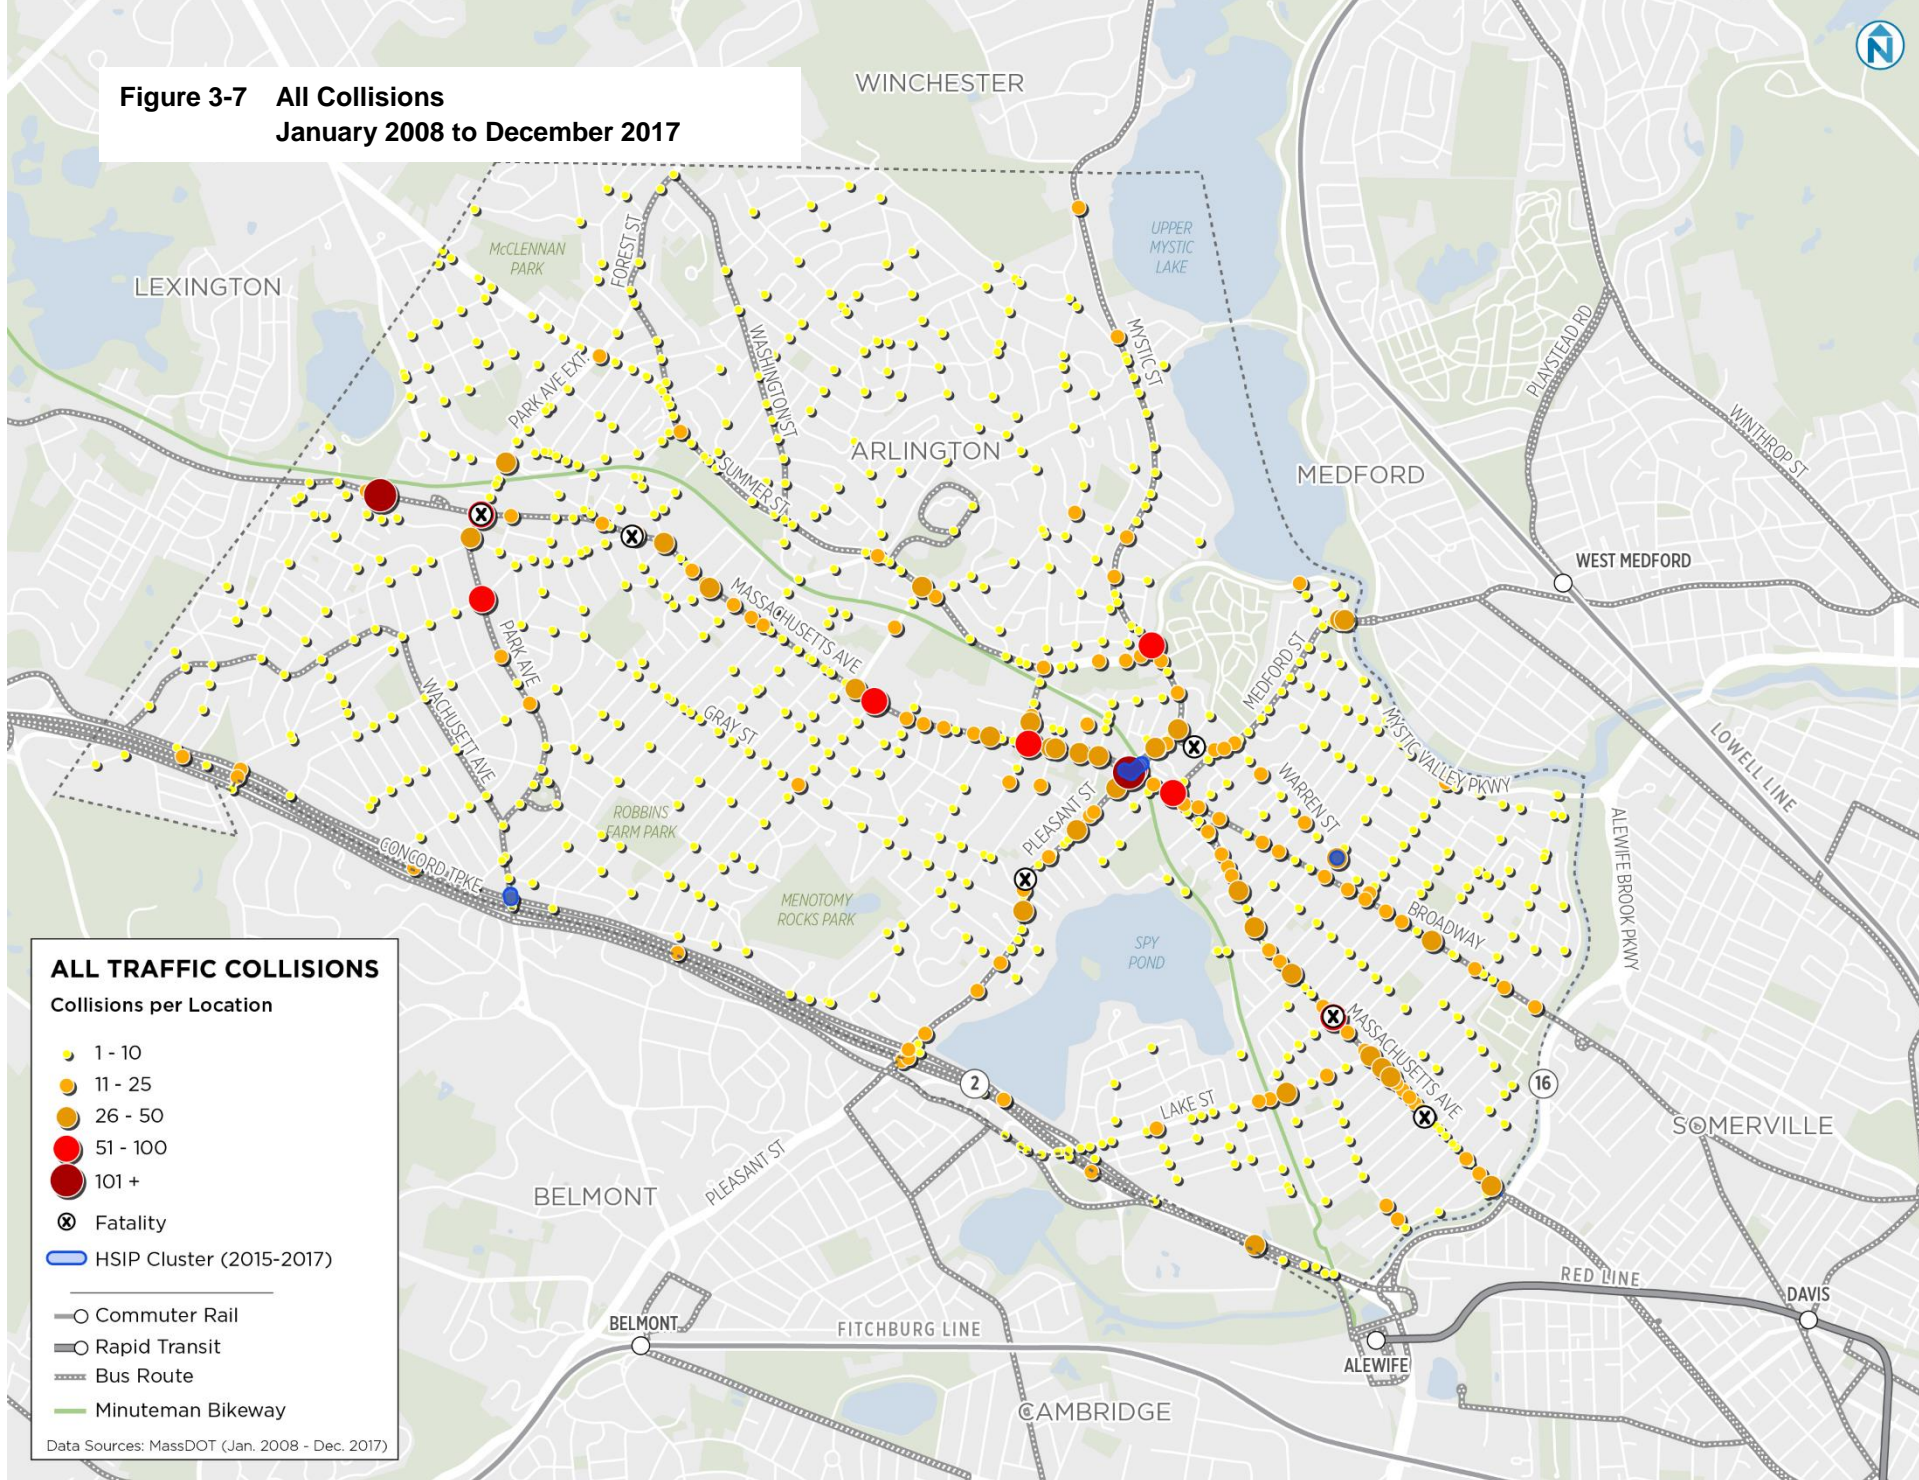 Figure 3-7 All Collisions
January 2008 to December 2017
N
WINCHESTER
LEXINGTON
McCLENNAN
PARK
FOREST ST
UPPER
MYSTIC
LAKE
PARK AVE EXT.
WASHINGTON ST
MYSTIC ST
PLAYSTEAD RD
WINTHROP ST
ARLINGTON
MEDFORD
SUMMER ST
WEST MEDFORD
MASSACHUSETTS AVE
PARK AVE
MEDFORD ST
WACHUSETT AVE
GRAY ST
MYSTIC VALLEY PKWY
LOWELL LINE
WARREN ST
PLEASANT ST
ROBBINS
FARM PARK
CONCORD TPKE
ALEWIFE BROOK PKWY
MENOTOMY
ROCKS PARK
BROADWAY
SPY
POND
MASSACHUSETTS AVE
2
16
LAKE ST
SOMERVILLE
PLEASANT ST
BELMONT
RED LINE
DAVIS
BELMONT
FITCHBURG LINE
ALEWIFE
CAMBRIDGE
ALL TRAFFIC COLLISIONS
Collisions per Location
1 - 10
11 - 25
26 - 50
51 - 100
101 +
Fatality
HSIP Cluster (2015-2017)
Commuter Rail
Rapid Transit
Bus Route
Minuteman Bikeway
Data Sources: MassDOT (Jan. 2008 - Dec. 2017)